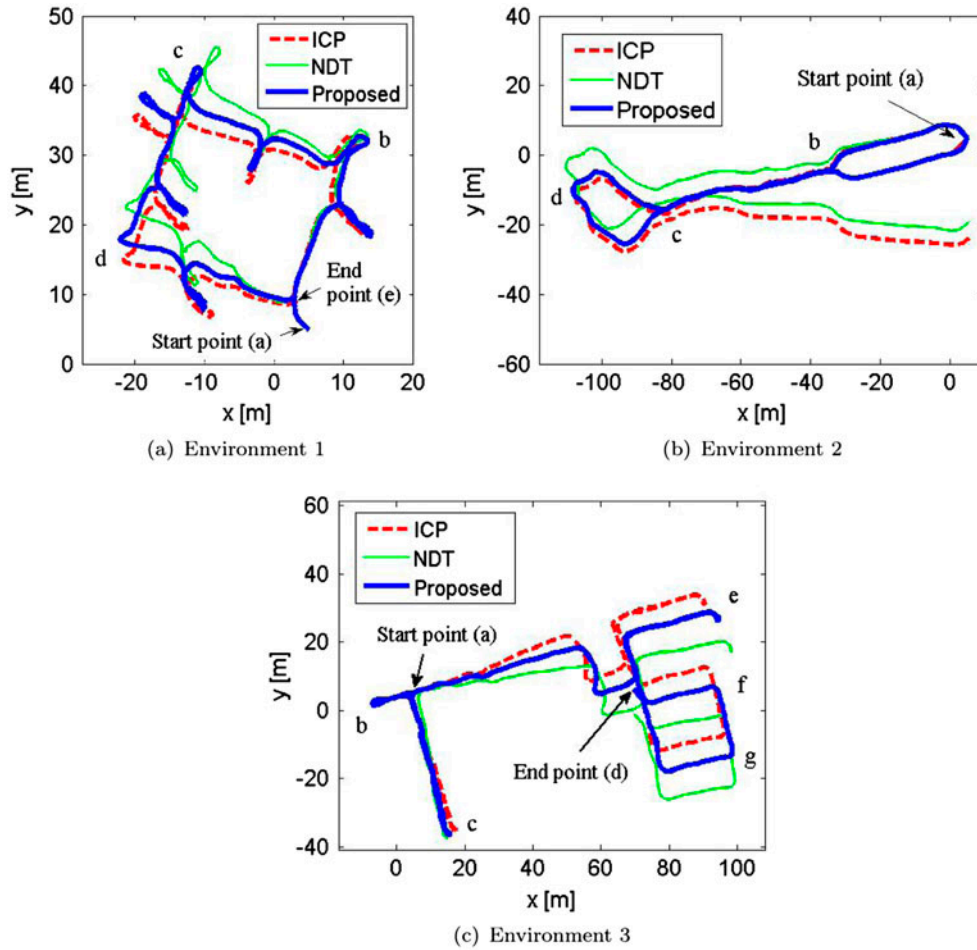 50
40
30
20
10
0
y [m]
-20
-10
0
10
20
x [m]
ICP
NDT
Proposed
c
b
d
End
point (e)
Start point (a)
(a) Environment 1
40
20
0
-20
-40
-60
y [m]
-100
-80
-60
-40
-20
0
x [m]
ICP
NDT
Proposed
Start point (a)
b
d
c
(b) Environment 2
60
40
20
0
-20
-40
y [m]
0
20
40
60
80
100
x [m]
ICP
NDT
Proposed
Start point (a)
e
f
b
g
End point (d)
c
(c) Environment 3